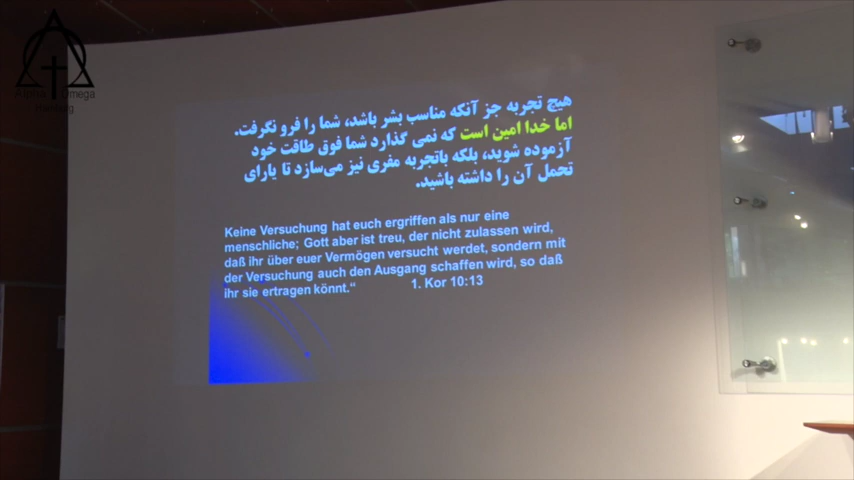 Alpha Omega
Hamburg
هیچ تجربه جز آنکه مناسب بشر باشد، شما را فرو نگرفت.
اما خدا امین است که نمی گذارد شما فوق طاقت خود
آزموده شوید، بلکه باتجربه مفری نیز می‌سازد تا یارای
تحمل آن را داشته باشید.
Keine Versuchung hat euch ergriffen als nur eine
menschliche; Gott aber ist treu, der nicht zulassen wird,
daß ihr über euer Vermögen versucht werdet, sondern mit
der Versuchung auch den Ausgang schaffen wird, so daß
ihr sie ertragen könnt.“ 1. Kor 10:13